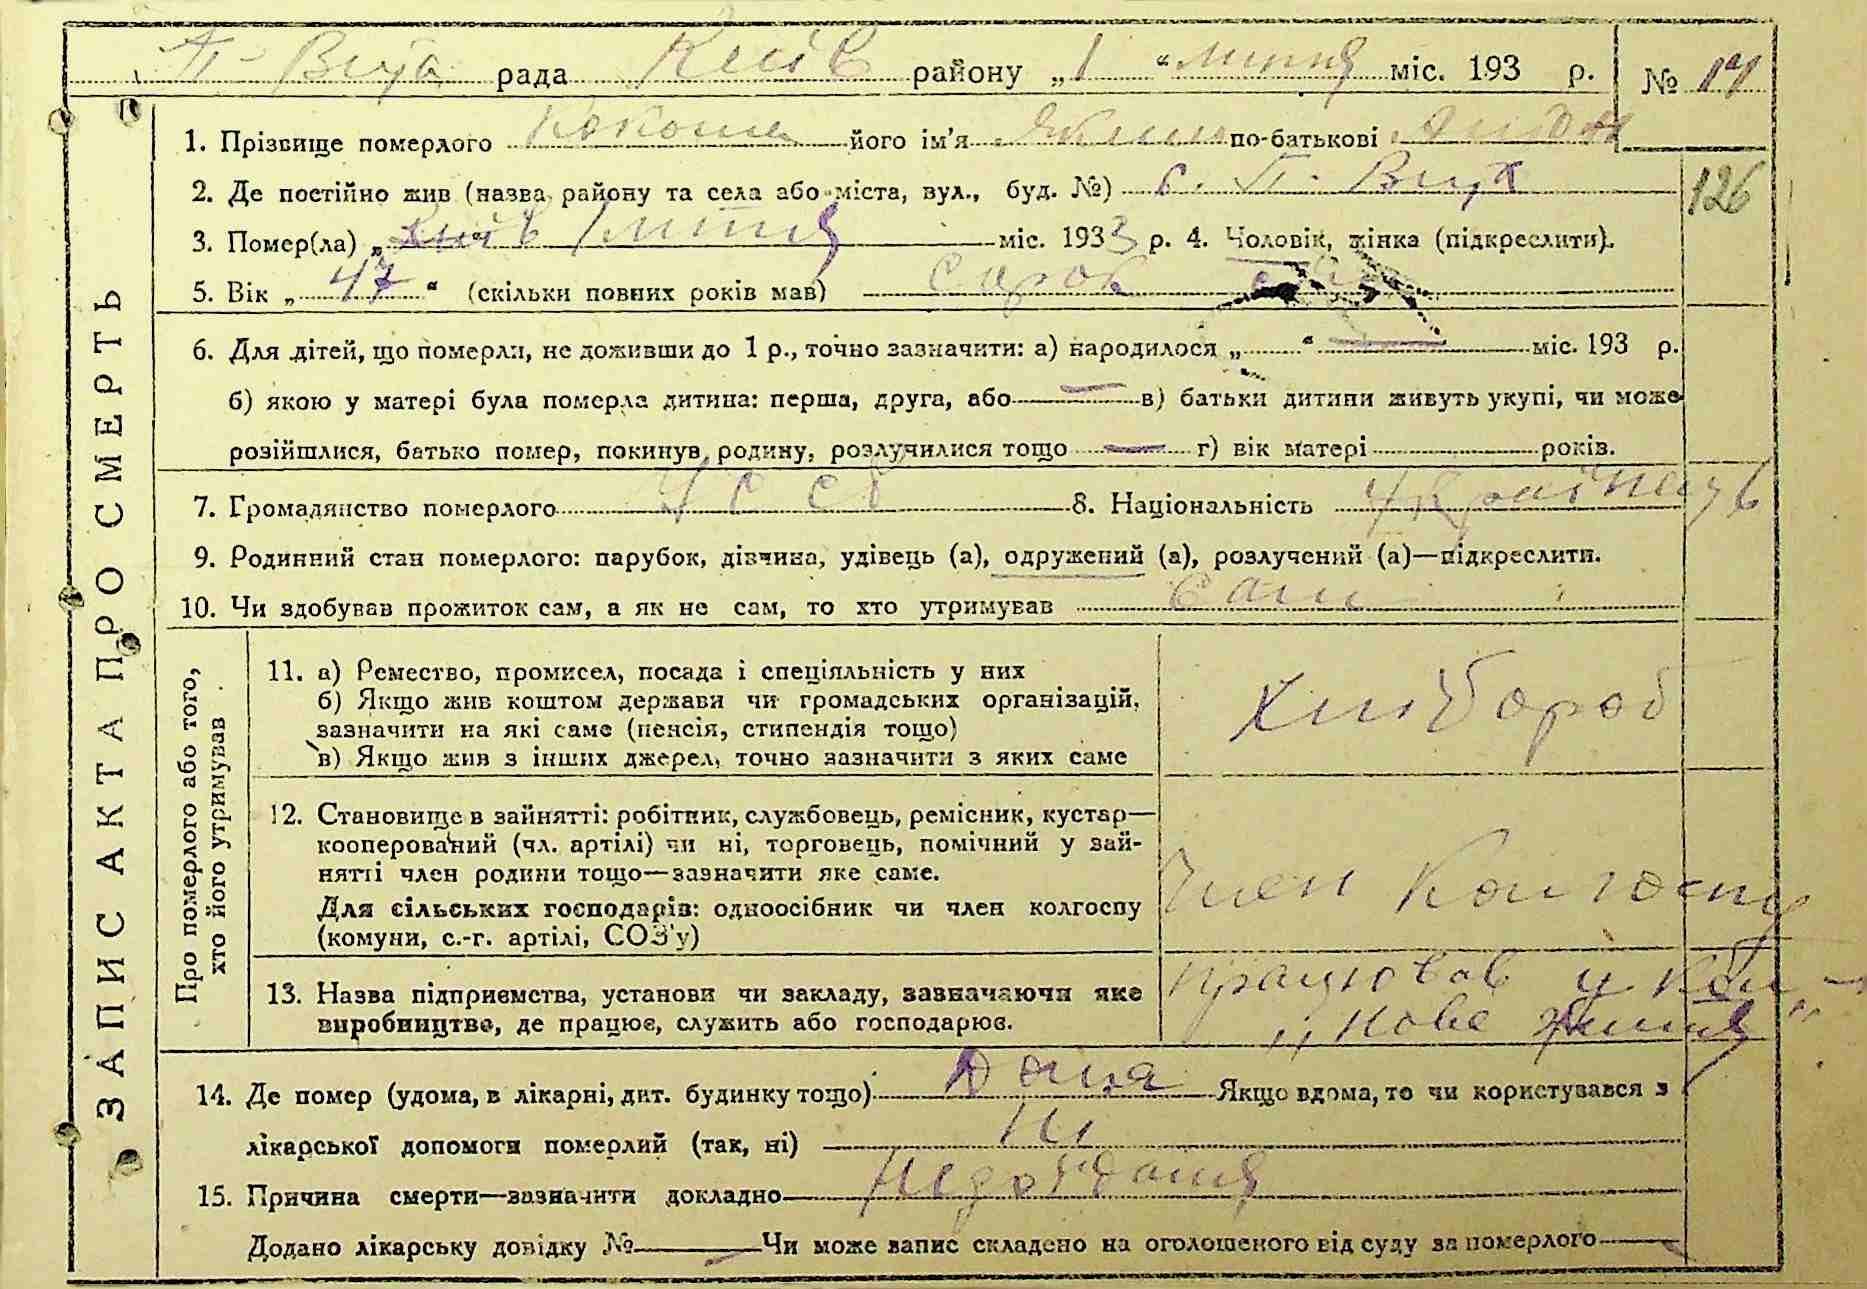 П-Вита рада Київ району „1“ липня міс. 193 р. № 14
1. Прізвище померлого його ім'я по-батькові
126
2. Де постійно жив (назва району та села або міста, вул., буд. №) с. П. Вита
3. Помер(ла) „ “ 1 липня міс. 1933 р. 4. Чоловік, жінка (підкреслити).
5. Вік „47“ (скільки повних років мав) сорок сім
6. Для дітей, що померли, не доживши до 1 р., точно зазначити: а) народилося „ “ — міс. 193 р.
б) якою у матері була померла дитина: перша, друга, або — в) батьки дитини живуть укупі, чи може
розійшлися, батько помер, покинув родину, розлучилися тощо — г) вік матері років.
7. Громадянство померлого УССР 8. Національність Українець
9. Родинний стан померлого: парубок, дівчина, удівець (а), одружений (а), розлучений (а)—підкреслити.
10. Чи здобував прожиток сам, а як не сам, то хто утримував Сам
ЗАПИС АКТА ПРО СМЕРТЬ
Про померлого або того,
хто його утримував
11. а) Ремество, промисел, посада і спеціяльність у них
б) Якщо жив коштом держави чи громадських організацій,
зазначити на які саме (пенсія, стипендія тощо)
в) Якщо жив з інших джерел, точно зазначити з яких саме
Хлібороб
12. Становище в зайнятті: робітник, службовець, ремісник, кустар—
кооперований (чл. артілі) чи ні, торговець, помічний у зай-
нятті член родини тощо—зазначити яке саме.
Для сільських господарів: одноосібник чи член колгоспу
(комуни, с.-г. артілі, СОЗ'у)
Член Колгоспу
13. Назва підприємства, установи чи закладу, зазначаючи яке
виробництво, де працює, служить або господарює.
працював у кол-
„Нове життя“
14. Де помер (удома, в лікарні, дит. будинку тощо) Дома Якщо вдома, то чи користувався з
лікарської допомоги померлий (так, ні) Ні
15. Причина смерти—зазначити докладно Недоїдання
Додано лікарську довідку № — Чи може запис складено на оголошеного від суду за померлого —